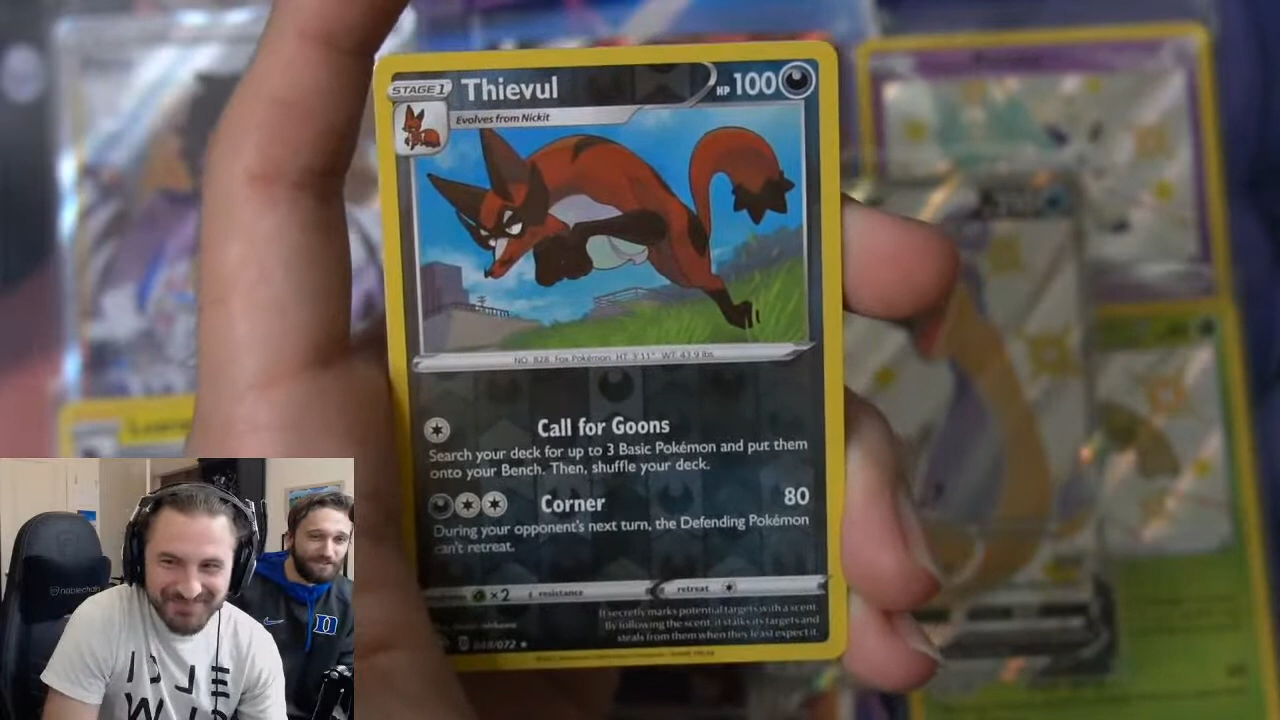 STAGE 1
Thievul
HP 100
Evolves from Nickit
NO. 828 Fox Pokémon HT: 3'11" WT: 43.9 lbs
Call for Goons
Search your deck for up to 3 Basic Pokémon and put them
onto your Bench. Then, shuffle your deck.
Corner 80
During your opponent's next turn, the Defending Pokémon
can't retreat.
×2 resistance retreat
It secretly marks potential targets with a scent.
By following the scent, it stalks its targets and
steals from them when they least expect it.
/072
noblechairs
D